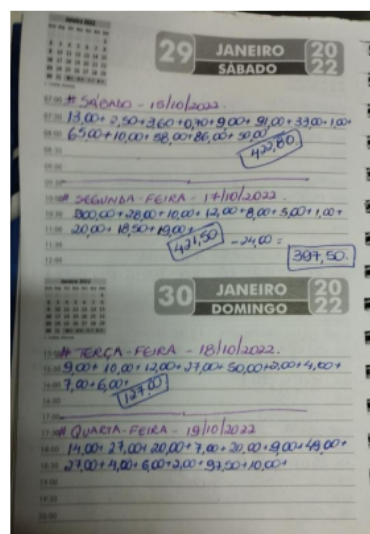 29 JANEIRO 2022
SÁBADO
# SÁBADO - 15/10/2022.
13,00+ 2,50+ 3,60+ 0,70+ 9,00+ 91,00+ 33,00+ 1,00+
65,00+ 10,00+ 58,00+ 86,00+ 50,00
422,80
# SEGUNDA-FEIRA - 17/10/2022.
300,00+ 28,00+ 10,00+ 12,00+ 8,00+ 5,00+ 1,00+
20,00+ 18,50+ 19,00+
421,50 - 24,00 = 397,50.
30 JANEIRO 2022
DOMINGO
# TERÇA-FEIRA - 18/10/2022.
9,00+ 10,00+ 12,00+ 27,00+ 50,00+ 2,00+ 4,00+
7,00+ 6,00+
127,00
# QUARTA-FEIRA - 19/10/2022
14,00+ 27,00+ 20,00+ 7,00+ 20,00+ 9,00+ 49,00+
27,00+ 4,00+ 6,00+ 2,00+ 97,50+ 10,00+